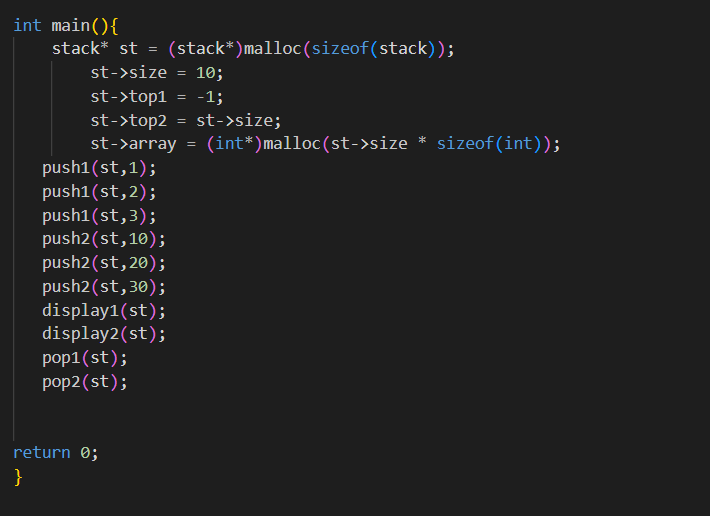 int main(){
    stack* st = (stack*)malloc(sizeof(stack));
        st->size = 10;
        st->top1 = -1;
        st->top2 = st->size;
        st->array = (int*)malloc(st->size * sizeof(int));
   push1(st,1);
   push1(st,2);
   push1(st,3);
   push2(st,10);
   push2(st,20);
   push2(st,30);
   display1(st);
   display2(st);
   pop1(st);
   pop2(st);
return 0;
}